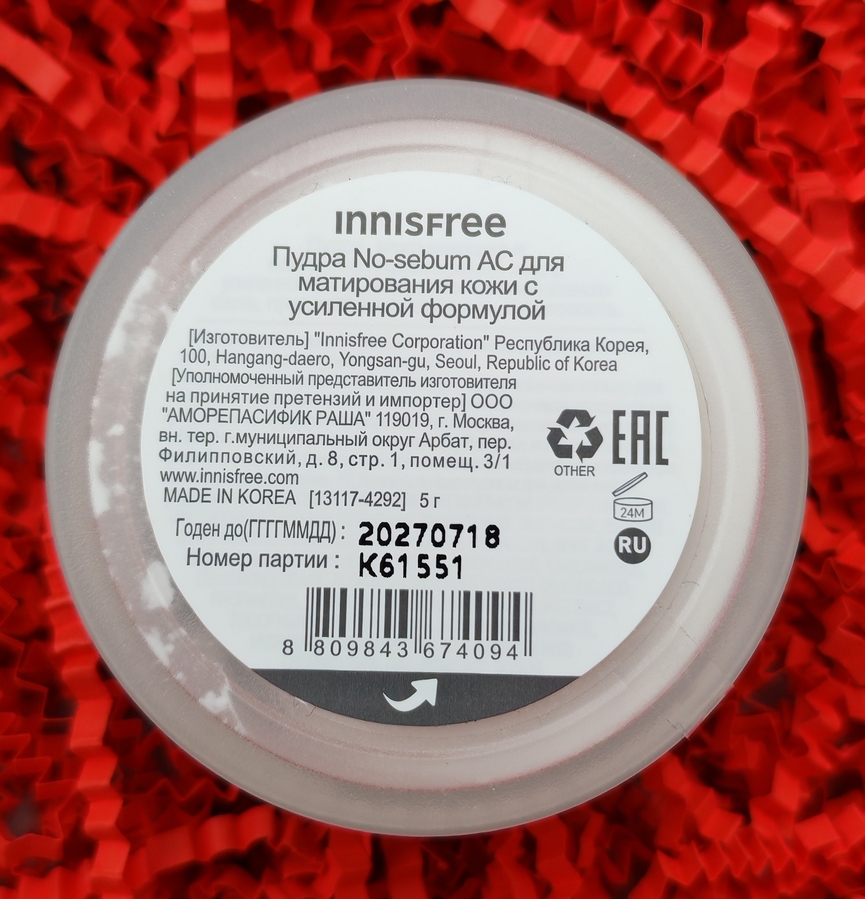 INNISFREE
Пудра No-sebum AC для
матирования кожи с
усиленной формулой
[Изготовитель] "Innisfree Corporation" Республика Корея,
100, Hangang-daero, Yongsan-gu, Seoul, Republic of Korea
[Уполномоченный представитель изготовителя
на принятие претензий и импортер] ООО
"АМОРЕПАСИФИК РАША" 119019, г. Москва,
вн. тер. г.муниципальный округ Арбат, пер.
Филипповский, д. 8, стр. 1, помещ. 3/1
www.innisfree.com
MADE IN KOREA [13117-4292] 5 г
OTHER
EAC
24M
RU
Годен до(ГГГГММДД) : 20270718
Номер партии : K61551
8 809843 674094